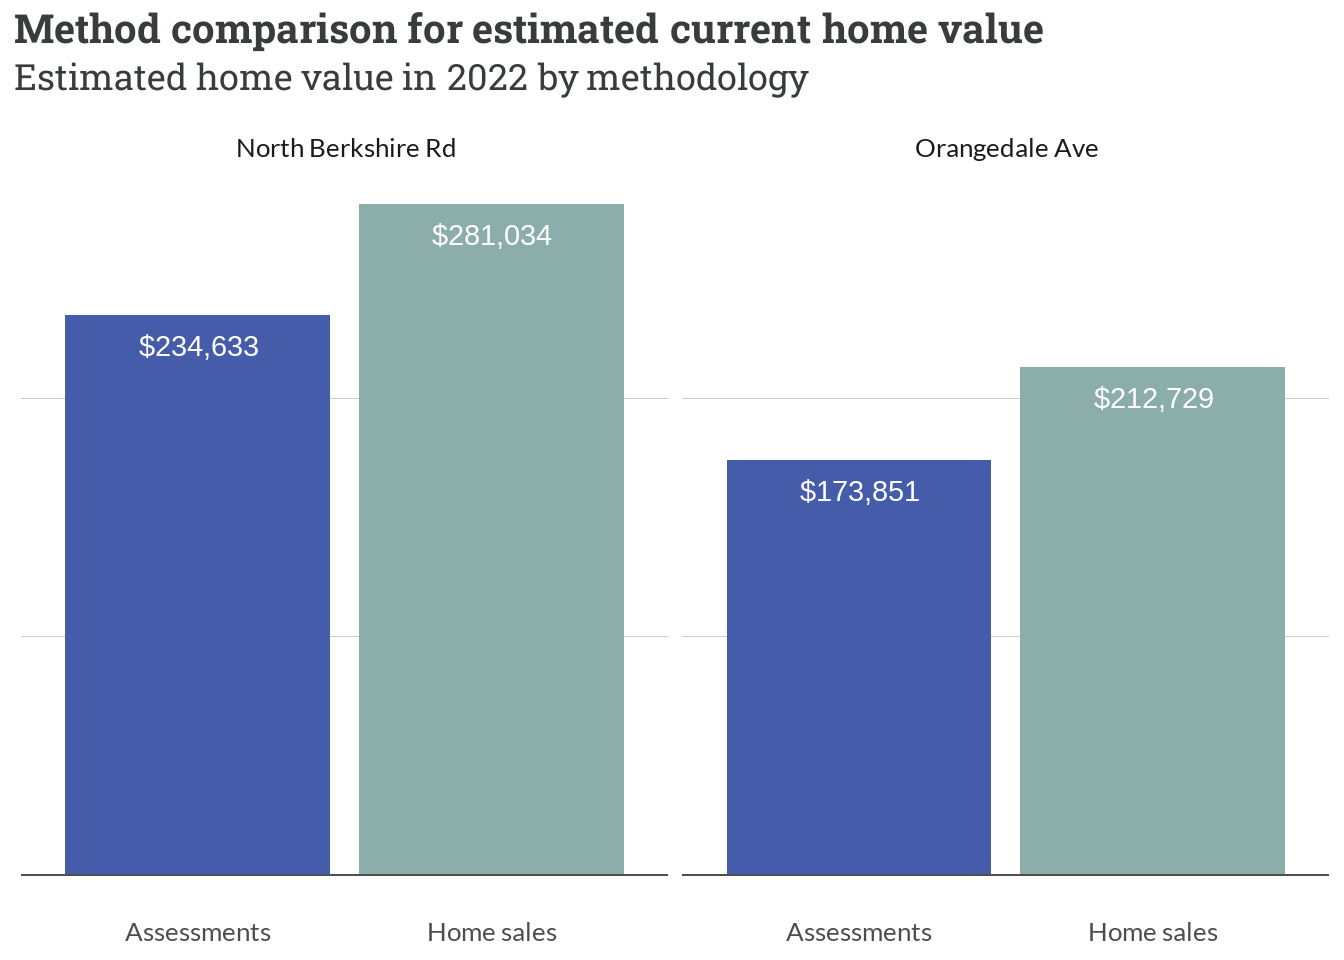 Method comparison for estimated current home value
Estimated home value in 2022 by methodology
North Berkshire Rd
$234,633
$281,034
Assessments
Home sales
Orangedale Ave
$173,851
$212,729
Assessments
Home sales